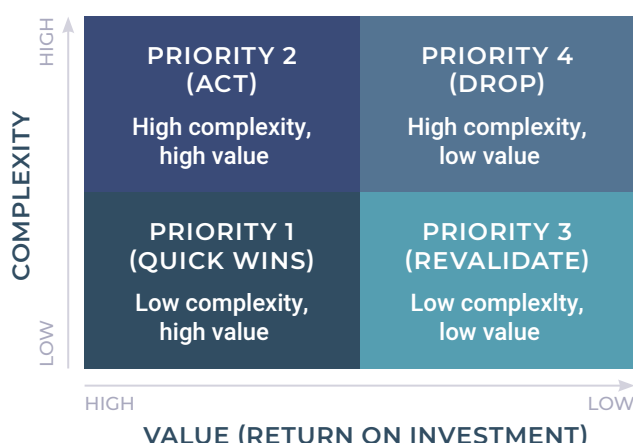 HIGH
COMPLEXITY
LOW
PRIORITY 2
(ACT)
High complexity,
high value
PRIORITY 4
(DROP)
High complexity,
low value
PRIORITY 1
(QUICK WINS)
Low complexity,
high value
PRIORITY 3
(REVALIDATE)
Low complexIty,
low value
HIGH
LOW
VALUE (RETURN ON INVESTMENT)